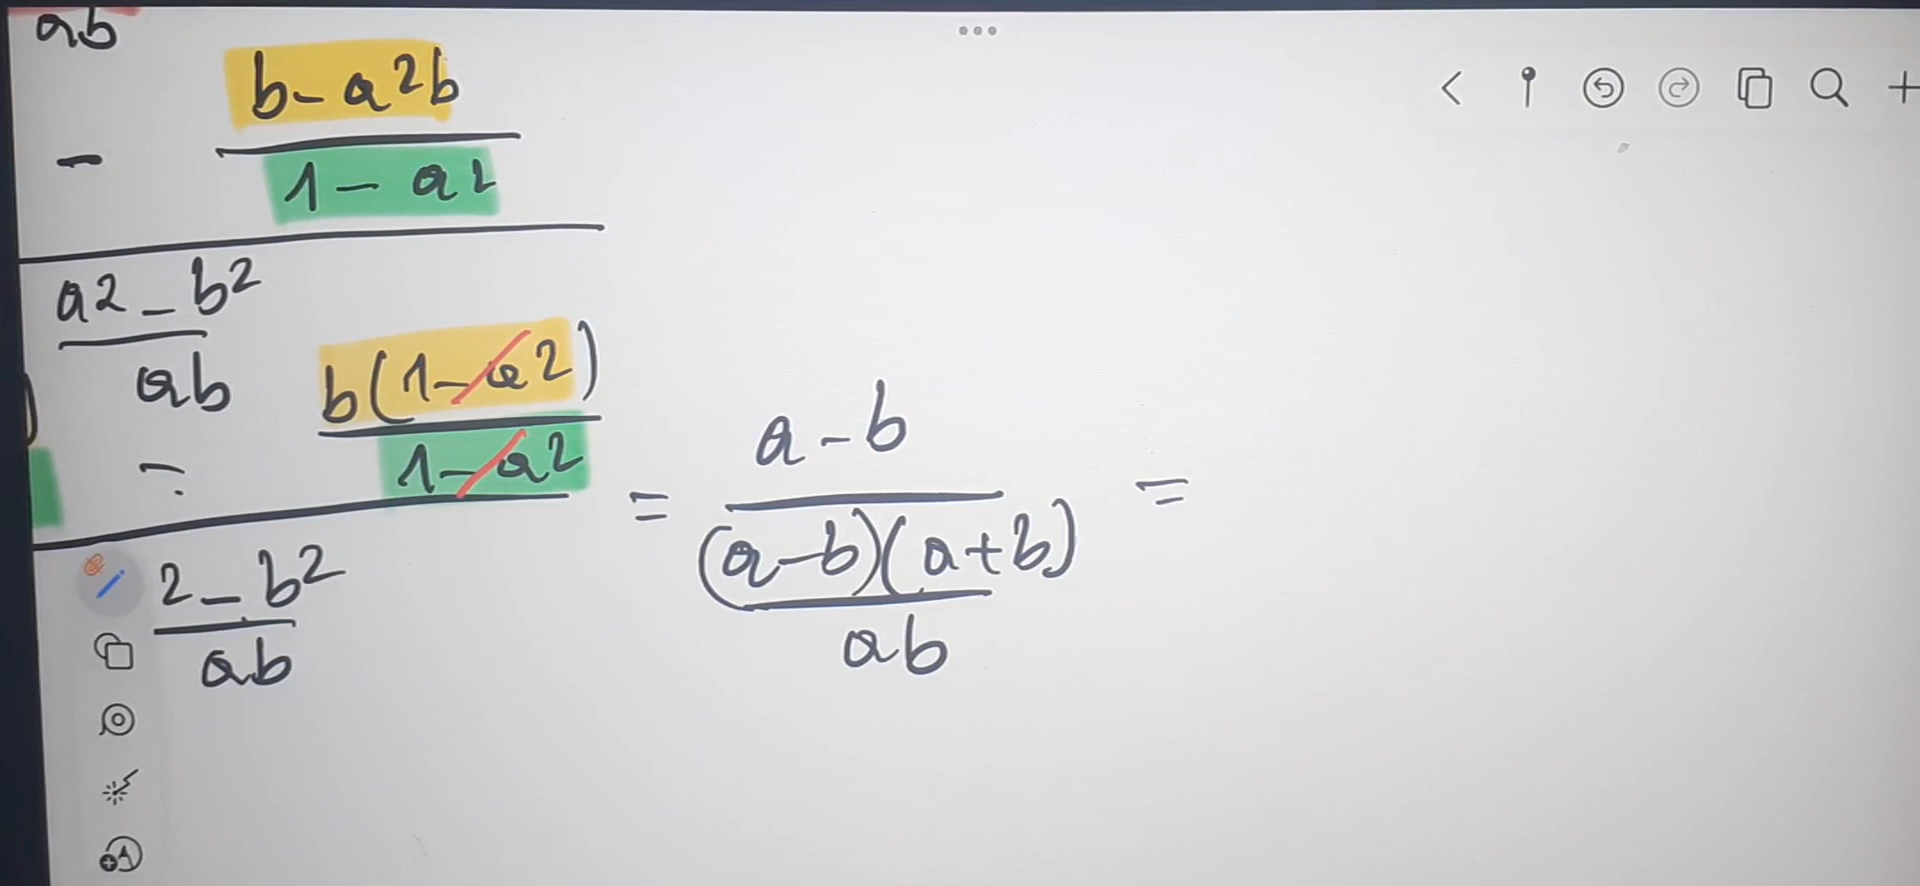 ab
b-a2b
-
1-a2
a2-b2
ab
b(1-a2)
1-a2
2-b2
ab
=
a-b
(a-b)(a+b)
ab
=